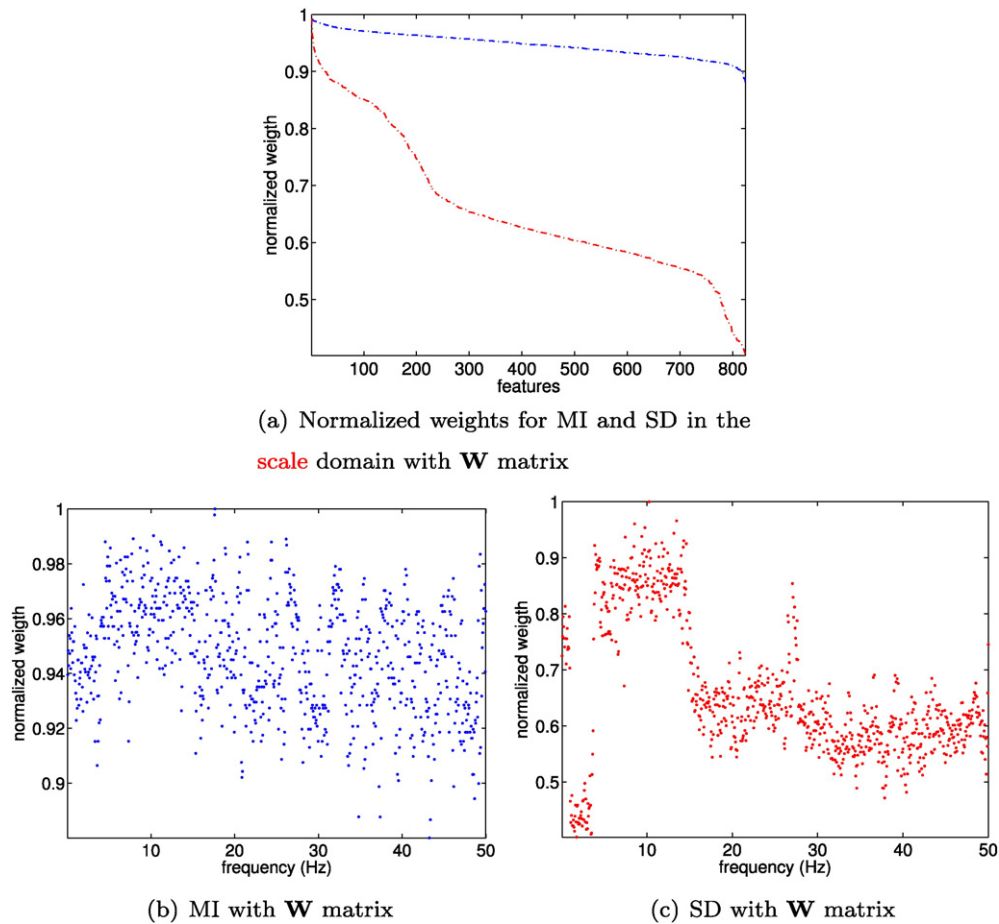 1
0.9
0.8
0.7
0.6
0.5
normalized weigth
100 200 300 400 500 600 700 800
features
(a) Normalized weights for MI and SD in the
scale domain with W matrix
1
0.98
0.96
0.94
0.92
0.9
normalized weigth
10 20 30 40 50
frequency (Hz)
(b) MI with W matrix
1
0.9
0.8
0.7
0.6
0.5
normalized weigth
10 20 30 40 50
frequency (Hz)
(c) SD with W matrix